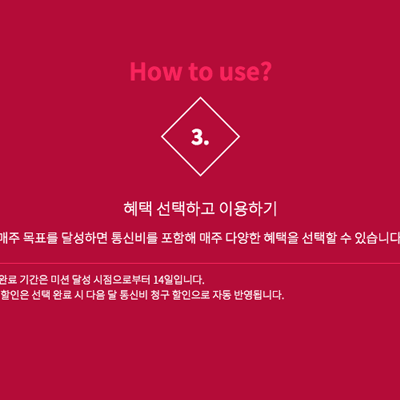 How to use?
3.
혜택 선택하고 이용하기
매주 목표를 달성하면 통신비를 포함해 매주 다양한 혜택을 선택할 수 있습니다
완료 기간은 미션 달성 시점으로부터 14일입니다.
할인은 선택 완료 시 다음 달 통신비 청구 할인으로 자동 반영됩니다.